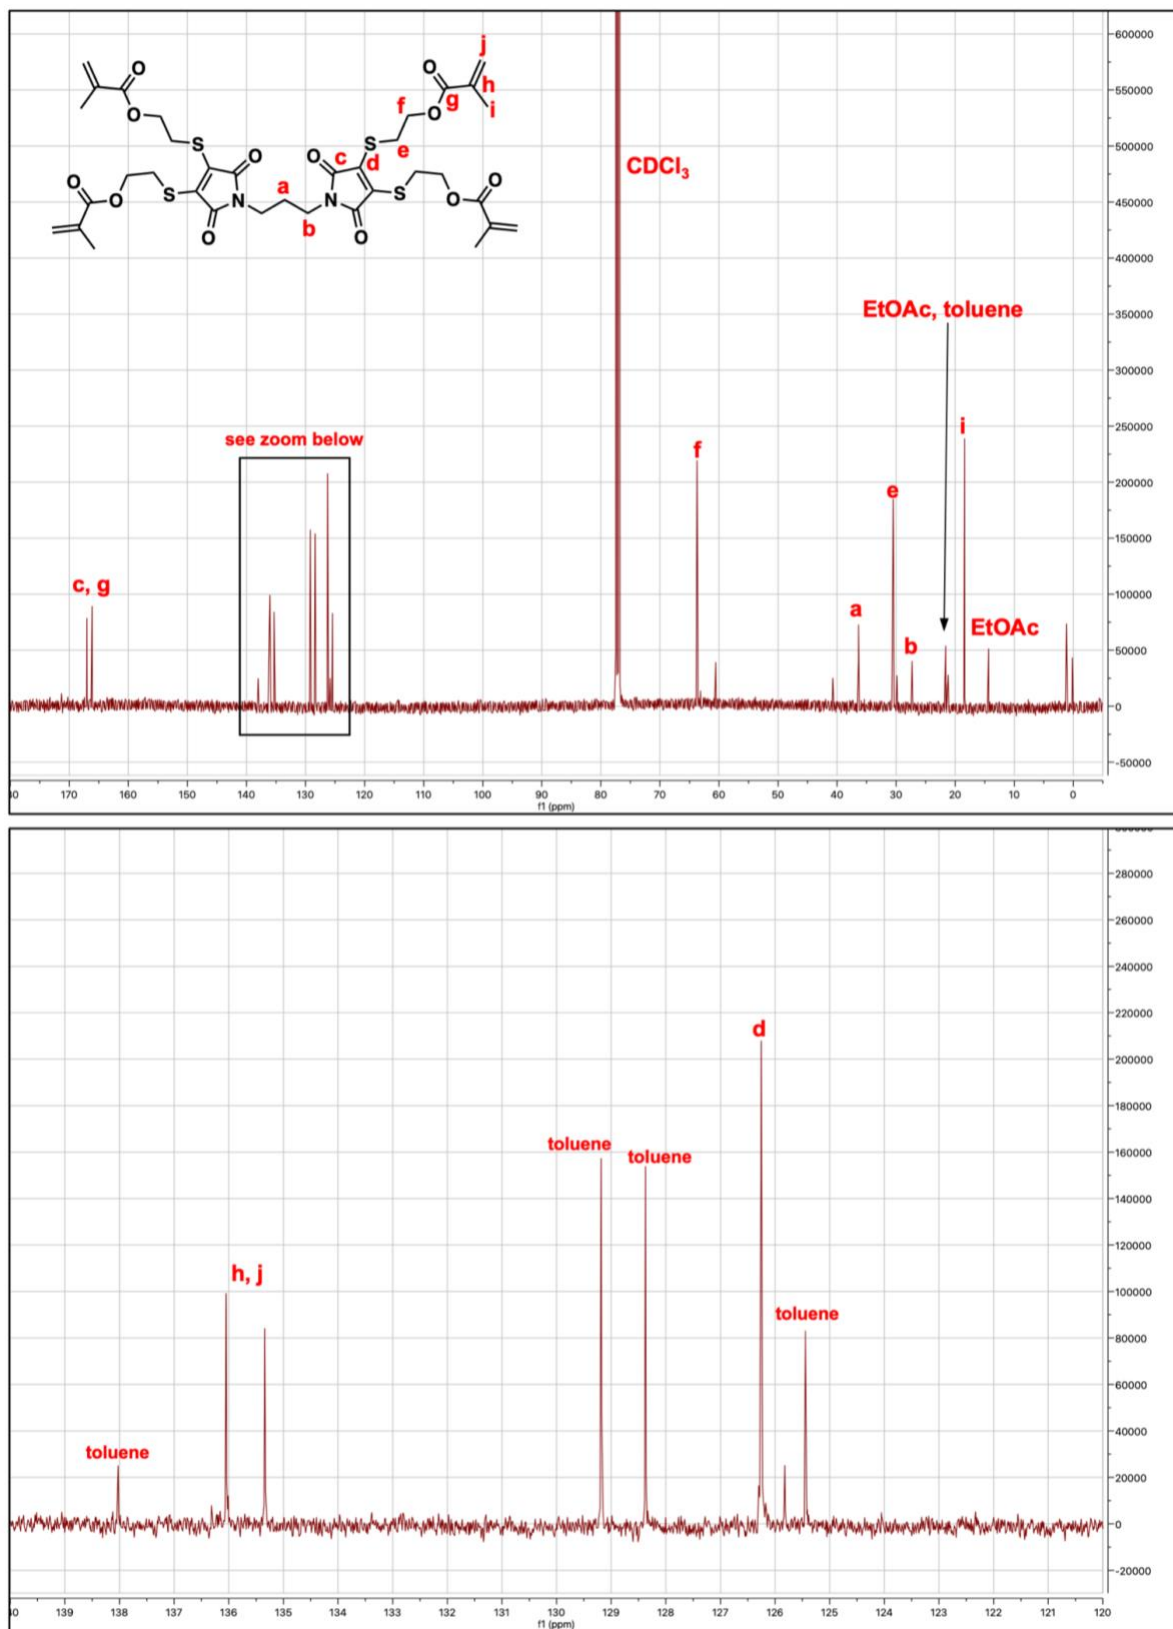 j
O
O
g
h
i
O
f
O
S
S
e
O
c
O
d
O
O
S
a
S
O
N
N
O
b
O
O
CDCl3
EtOAc, toluene
see zoom below
c, g
f
e
i
a
b
EtOAc
600000
550000
500000
450000
400000
350000
300000
250000
200000
150000
100000
50000
0
-50000
170 160 150 140 130 120 110 100 90 80 70 60 50 40 30 20 10 0
f1 (ppm)
280000
260000
240000
220000
200000
180000
160000
140000
120000
100000
80000
60000
40000
20000
0
-20000
d
toluene
toluene
h, j
toluene
toluene
139 138 137 136 135 134 133 132 131 130 129 128 127 126 125 124 123 122 121 120
f1 (ppm)